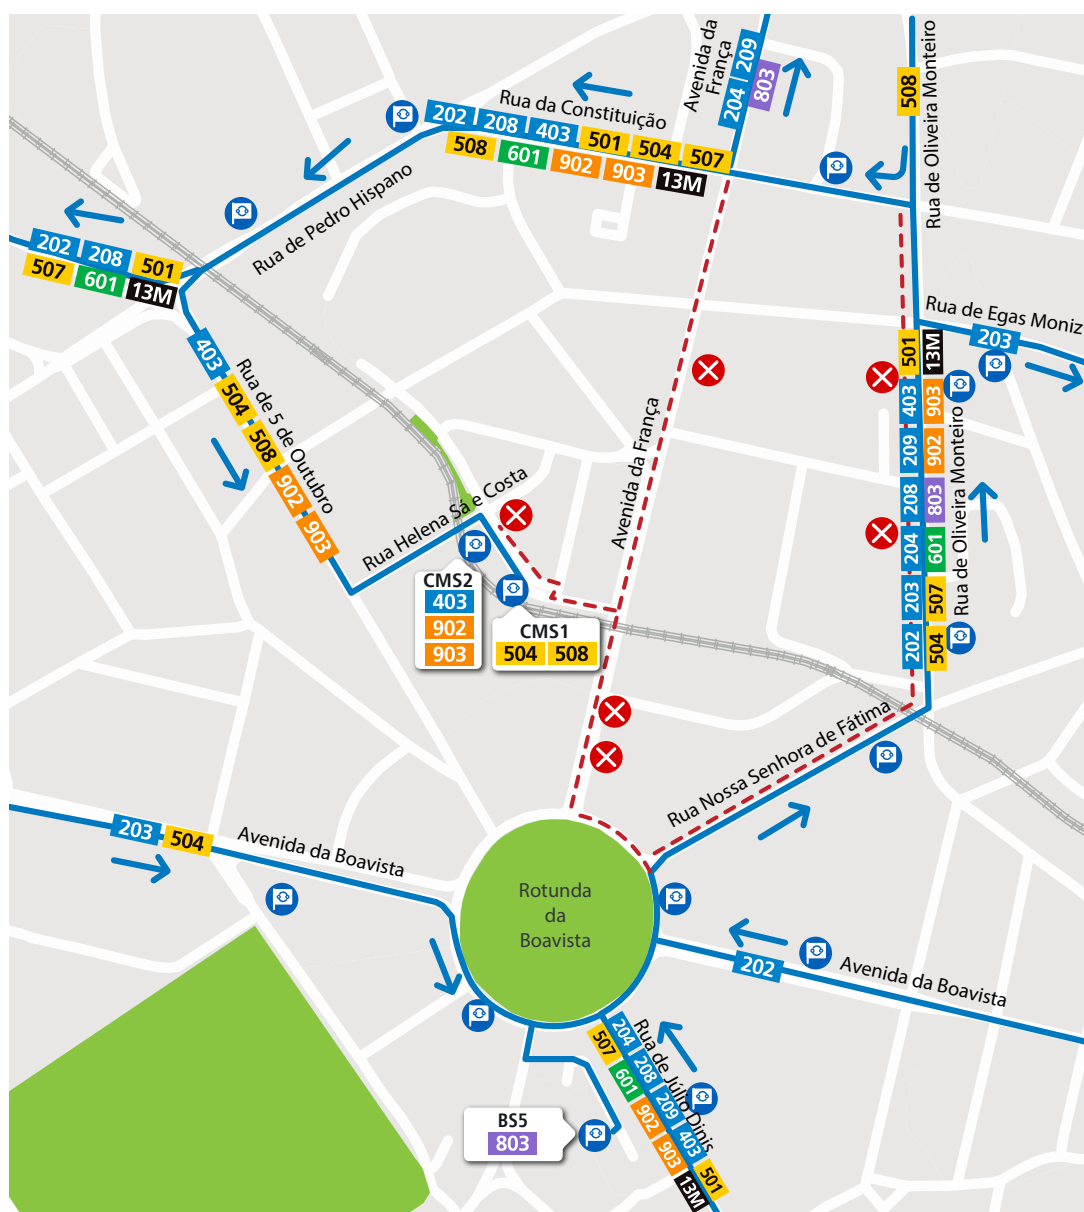 Avenida da
França
204 209
803
508
Rua de Oliveira Monteiro
Rua da Constituição
202 208 403 501 504 507
508 601 902 903 13M
Rua de Pedro Híspano
202 208 501
507 601 13M
Rua de Egas Moniz
203
501 13M
403 903
209 902
208 803
204 601
203 507
202 504
Rua de Oliveira Monteiro
403
504
508
902
903
Rua de 5 de Outubro
Avenida da França
Rua Helena Sá e Costa
CMS2
403
902
903
CMS1
504 508
Rua Nossa Senhora de Fátima
203 504
Avenida da Boavista
Rotunda
da
Boavista
202
Avenida da Boavista
Rua de Júlio Dinis
204 208 209 403 501
507 601 902 903 13M
BS5
803